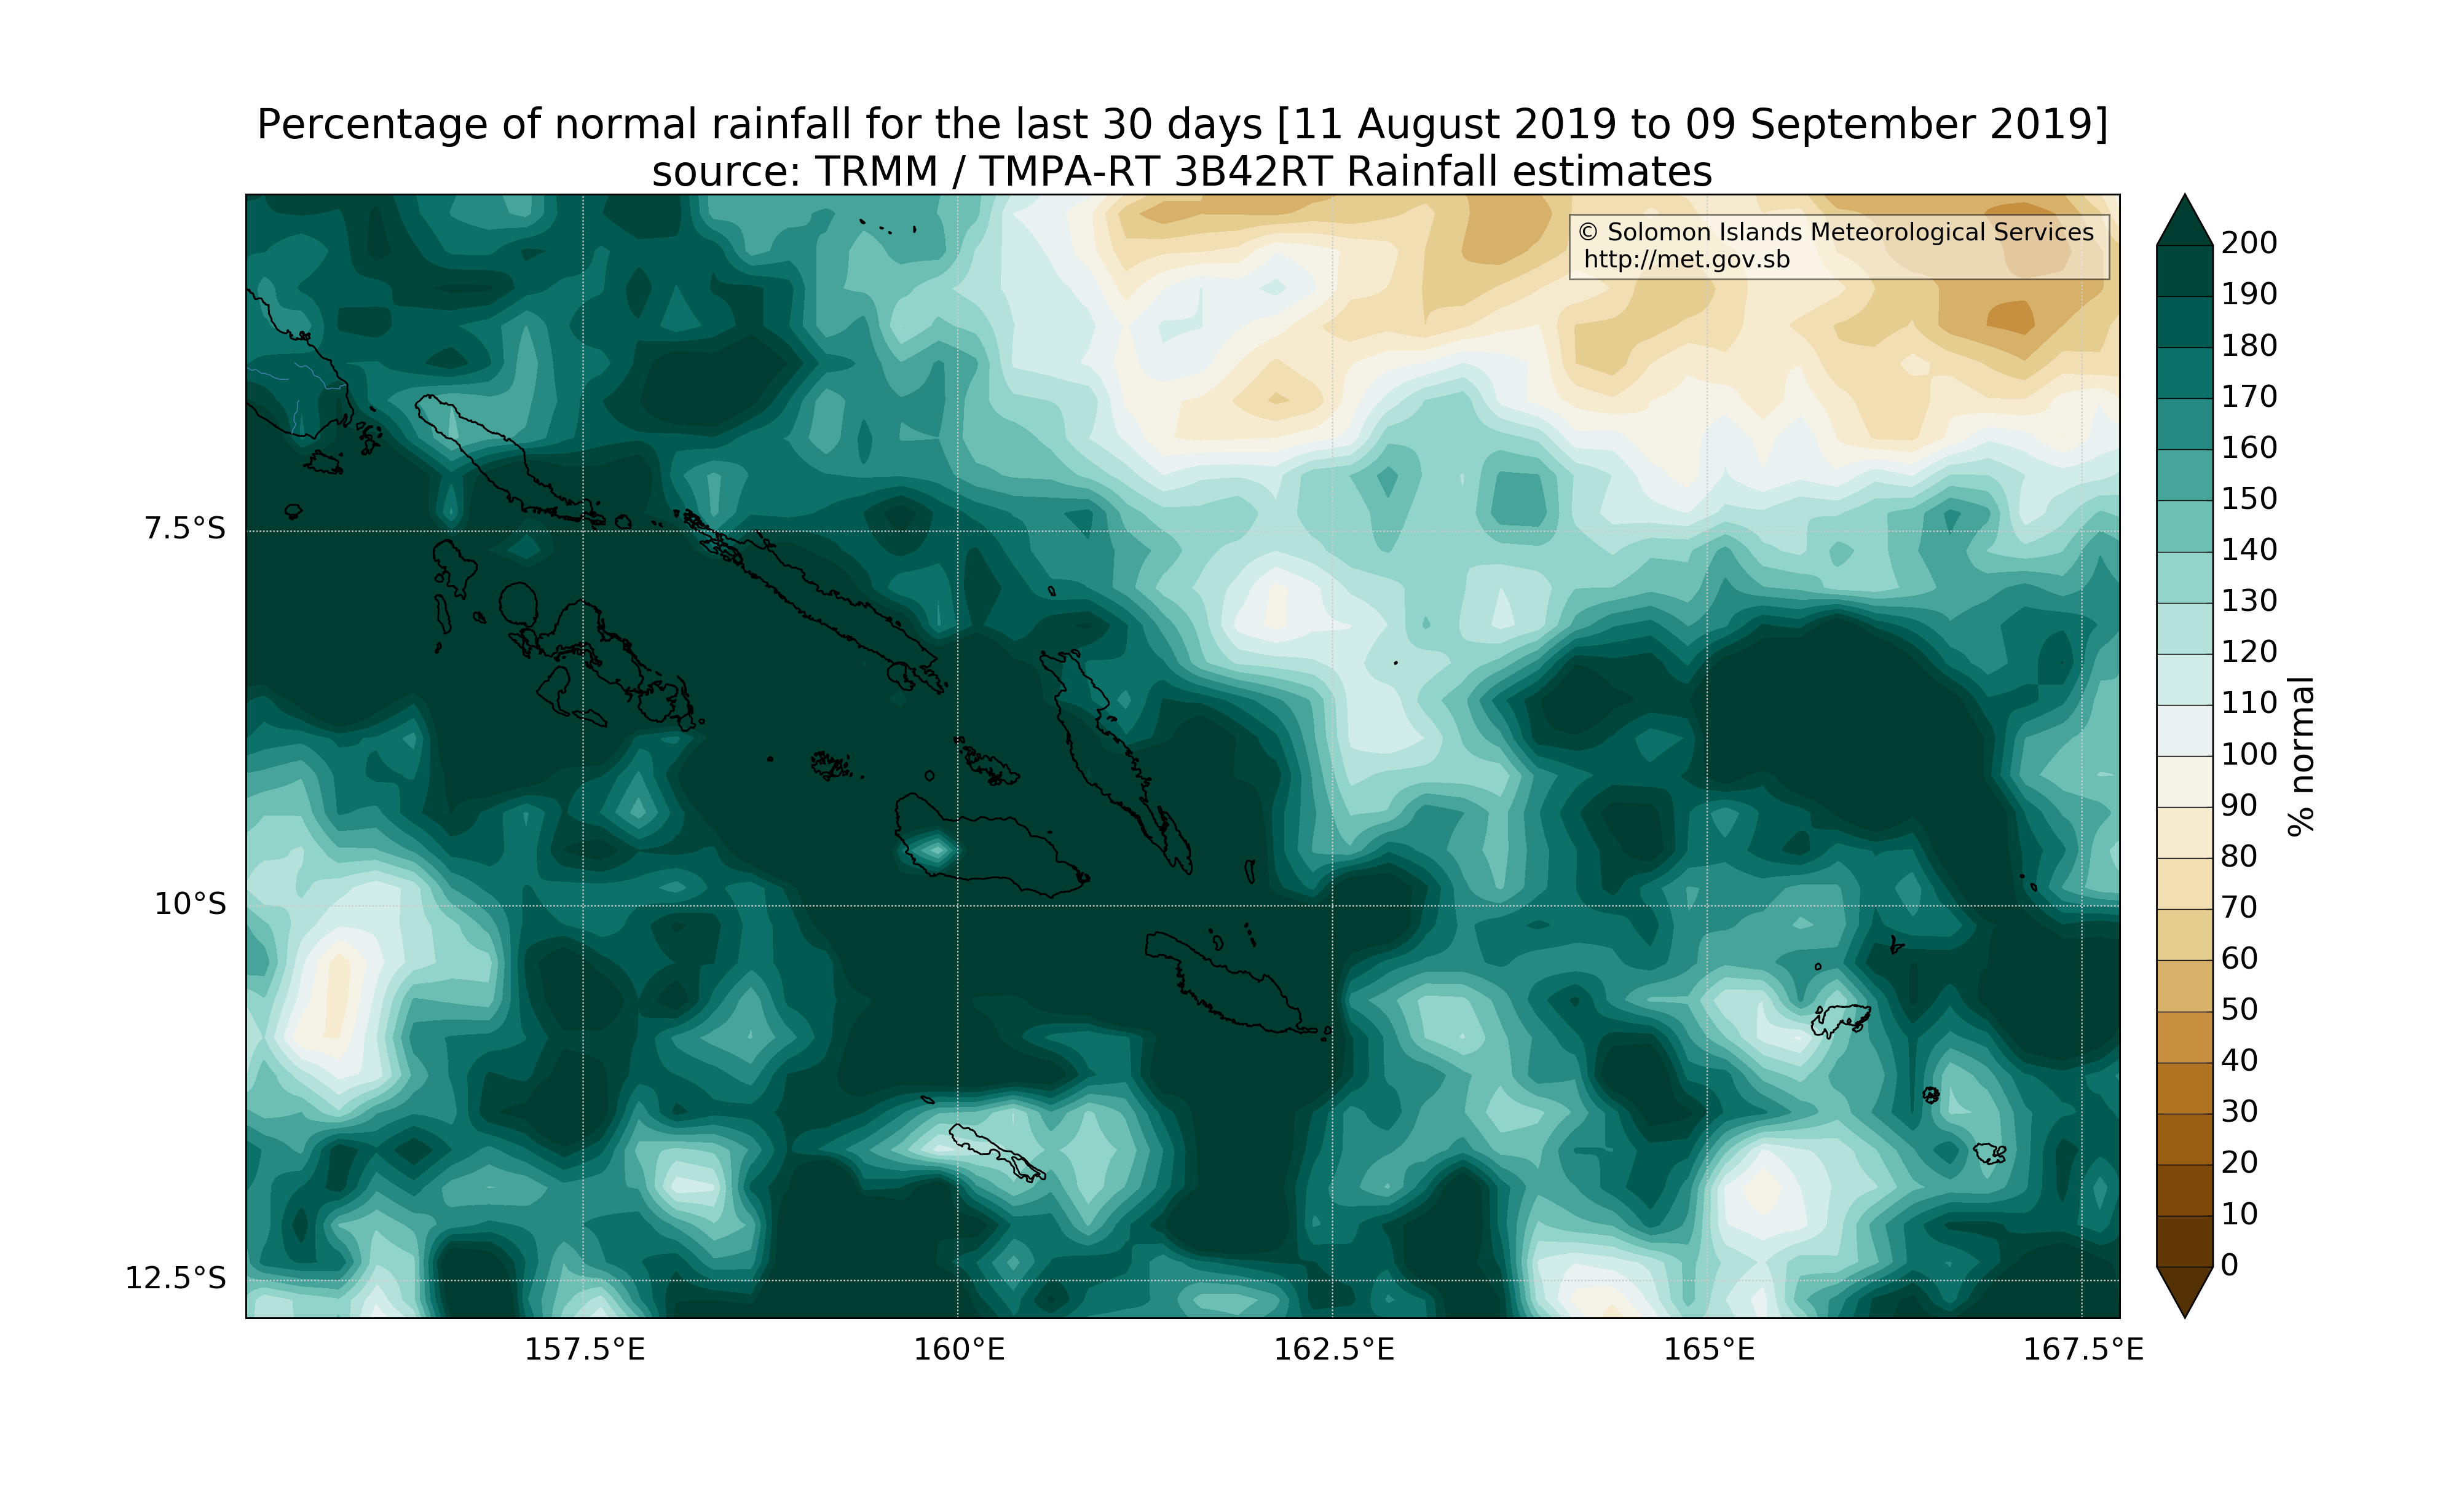 Percentage of normal rainfall for the last 30 days [11 August 2019 to 09 September 2019]
source: TRMM / TMPA-RT 3B42RT Rainfall estimates
© Solomon Islands Meteorological Services
http://met.gov.sb
7.5°S
10°S
12.5°S
157.5°E
160°E
162.5°E
165°E
167.5°E
200
190
180
170
160
150
140
130
120
110
100
90
80
70
60
50
40
30
20
10
0
% normal